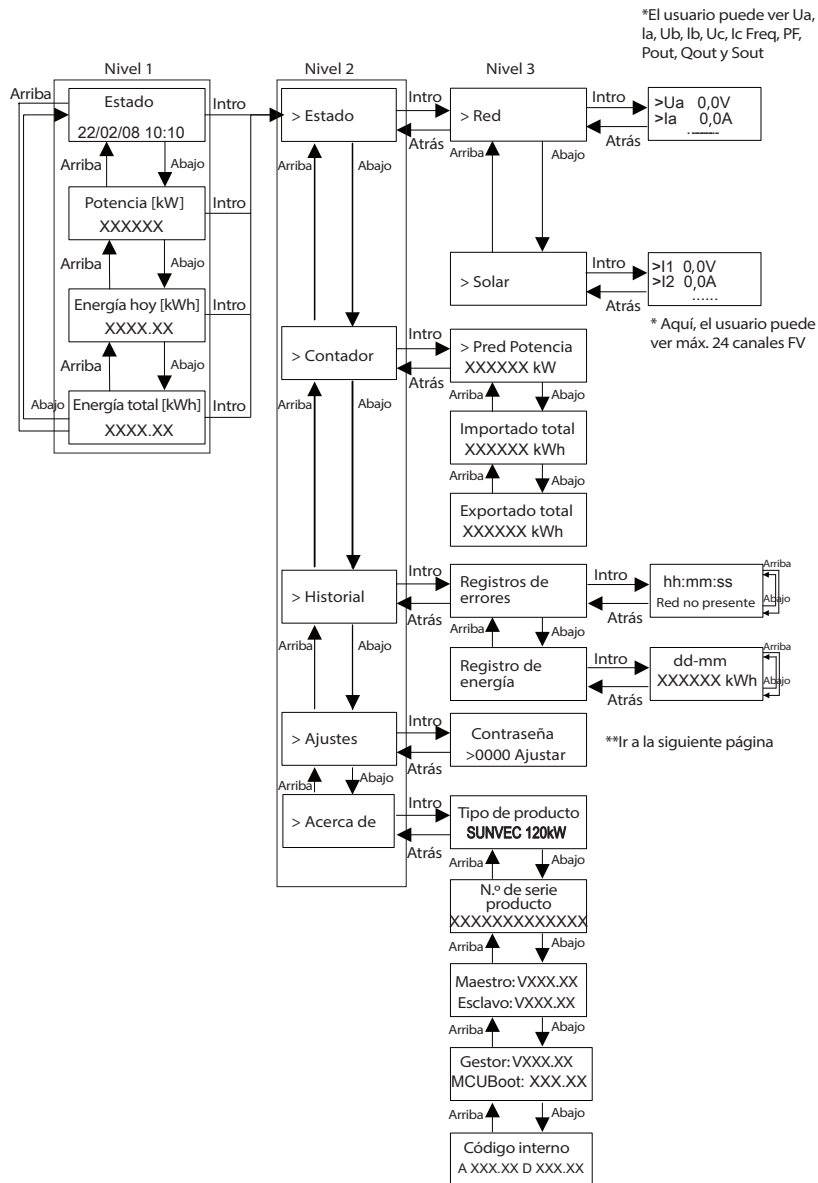 *El usuario puede ver Ua,
Ia, Ub, Ib, Uc, Ic Freq, PF,
Pout, Qout y Sout
Nivel 1
Nivel 2
Nivel 3
Arriba
Estado
22/02/08 10:10
Intro
> Estado
Intro
Atrás
> Red
Intro
Atrás
>Ua 0,0V
>Ia 0,0A
--------
Arriba
Abajo
Arriba
Abajo
Arriba
Abajo
Potencia [kW]
XXXXXX
Intro
Arriba
Abajo
Energía hoy [kWh]
XXXX.XX
Intro
> Solar
Intro
Atrás
>I1 0,0V
>I2 0,0A
......
* Aquí, el usuario puede
ver máx. 24 canales FV
Arriba
Abajo
Abajo
Energía total [kWh]
XXXX.XX
Intro
> Contador
Intro
Atrás
> Pred Potencia
XXXXXX kW
Arriba
Abajo
Arriba
Abajo
Importado total
XXXXXX kWh
Arriba
Abajo
Exportado total
XXXXXX kWh
> Historial
Intro
Atrás
Registros de
errores
Intro
Atrás
hh:mm:ss
Red no presente
Arriba
Abajo
Arriba
Abajo
Arriba
Abajo
Registro de
energía
Intro
Atrás
dd-mm
XXXXXX kWh
Arriba
Abajo
> Ajustes
Intro
Atrás
Contraseña
>0000 Ajustar
**Ir a la siguiente página
Arriba
Abajo
> Acerca de
Intro
Atrás
Tipo de producto
SUNVEC 120kW
Arriba
Abajo
N.º de serie
producto
XXXXXXXXXXXXX
Arriba
Abajo
Maestro: VXXX.XX
Esclavo: VXXX.XX
Arriba
Abajo
Gestor: VXXX.XX
MCUBoot: XXX.XX
Arriba
Abajo
Código interno
A XXX.XX D XXX.XX